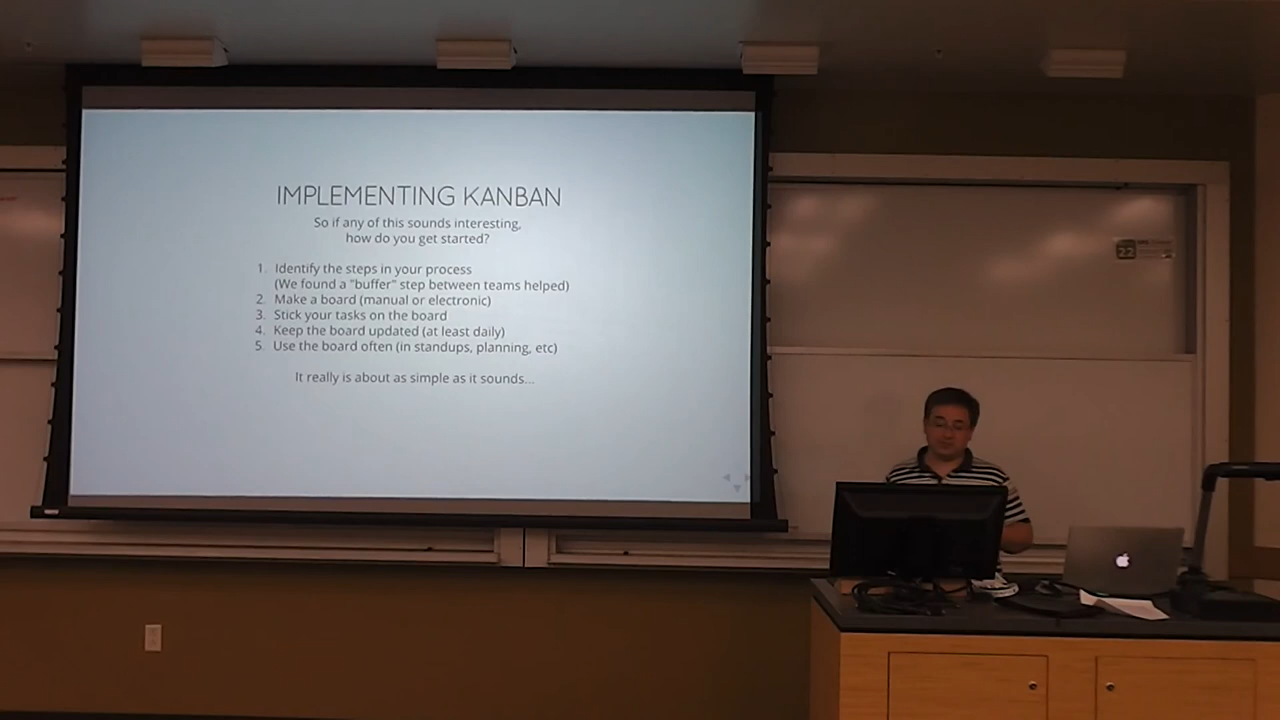 IMPLEMENTING KANBAN
So if any of this sounds interesting,
how do you get started?
1. Identify the steps in your process
(We found a "buffer" step between teams helped)
2. Make a board (manual or electronic)
3. Stick your tasks on the board
4. Keep the board updated (at least daily)
5. Use the board often (in standups, planning, etc)
It really is about as simple as it sounds...
22